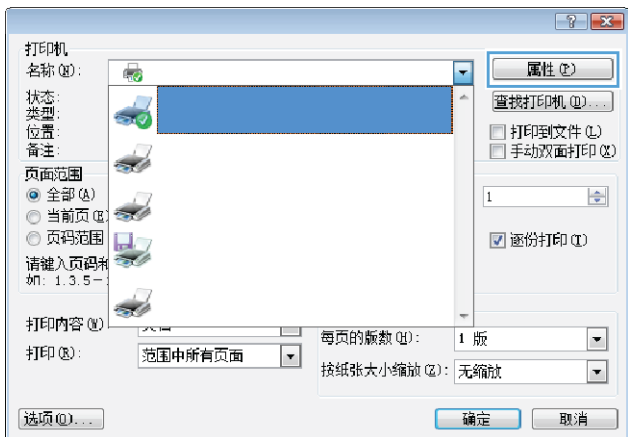 打印机
名称(N):
属性(P)
状态:
查找打印机(D)...
类型:
位置:
打印到文件(L)
备注:
手动双面打印(X)
页面范围
全部(A)
1
当前页(E)
页码范围
逐份打印(T)
请键入页码和
如: 1.3.5-
打印内容(W)
每页的版数(H):
1 版
打印(R):
范围中所有页面
按纸张大小缩放(Z):
无缩放
选项(O)...
确定
取消